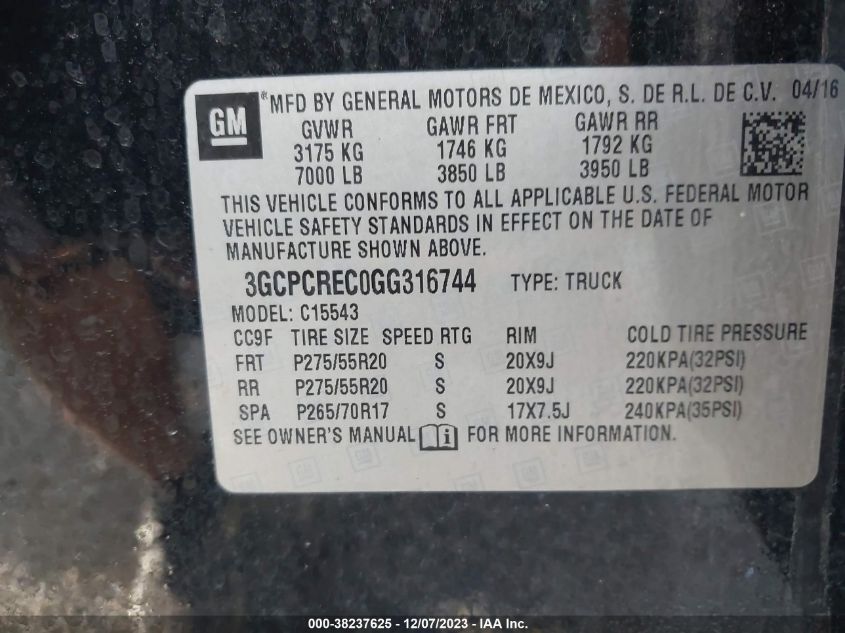 GM *MFD BY GENERAL MOTORS DE MEXICO, S. DE R.L. DE C.V. 04/16
GVWR GAWR FRT GAWR RR
3175 KG 1746 KG 1792 KG
7000 LB 3850 LB 3950 LB
THIS VEHICLE CONFORMS TO ALL APPLICABLE U.S. FEDERAL MOTOR
VEHICLE SAFETY STANDARDS IN EFFECT ON THE DATE OF
MANUFACTURE SHOWN ABOVE.
3GCPCREC0GG316744 TYPE: TRUCK
MODEL: C15543
CC9F TIRE SIZE SPEED RTG RIM COLD TIRE PRESSURE
FRT P275/55R20 S 20X9J 220KPA(32PSI)
RR P275/55R20 S 20X9J 220KPA(32PSI)
SPA P265/70R17 S 17X7.5J 240KPA(35PSI)
SEE OWNER'S MANUAL FOR MORE INFORMATION.
000-38237625 - 12/07/2023 - IAA Inc.